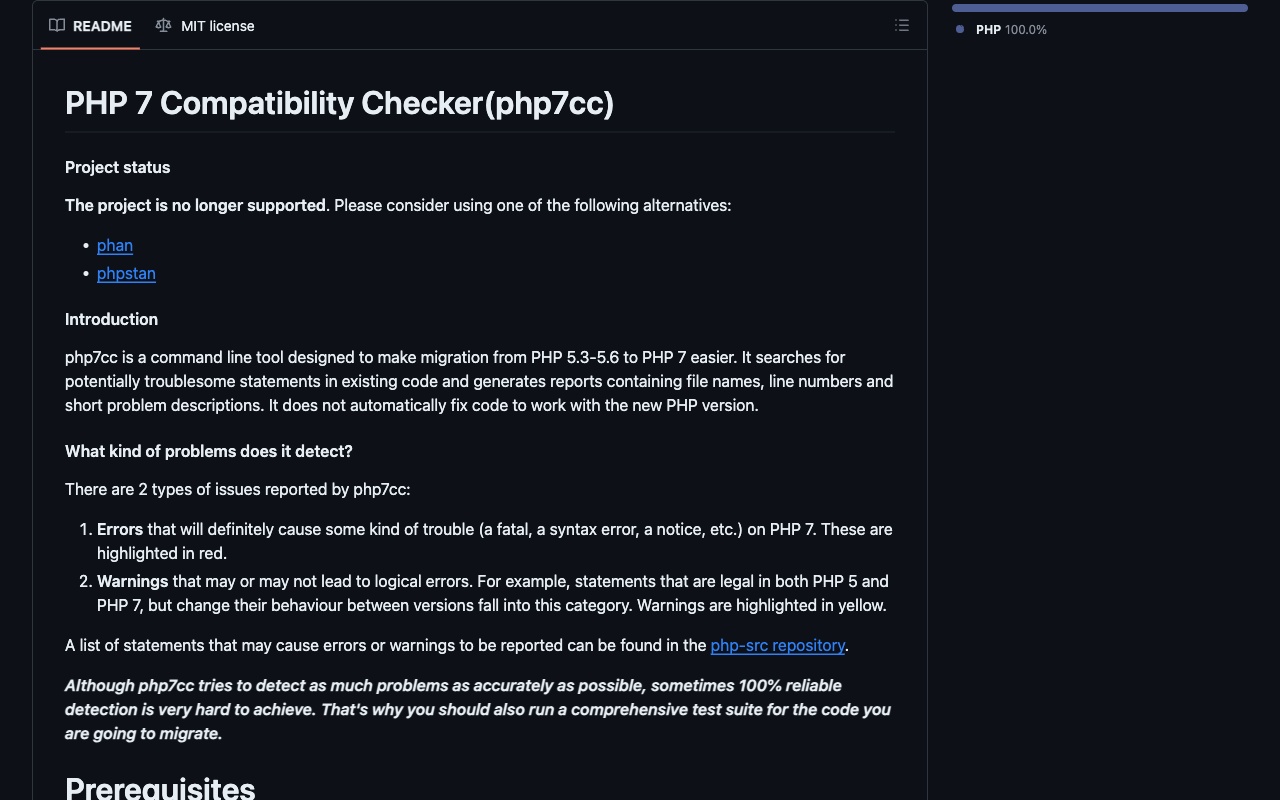 README
MIT license
PHP 100.0%
PHP 7 Compatibility Checker(php7cc)
Project status
The project is no longer supported. Please consider using one of the following alternatives:
• phan
• phpstan
Introduction
php7cc is a command line tool designed to make migration from PHP 5.3-5.6 to PHP 7 easier. It searches for
potentially troublesome statements in existing code and generates reports containing file names, line numbers and
short problem descriptions. It does not automatically fix code to work with the new PHP version.
What kind of problems does it detect?
There are 2 types of issues reported by php7cc:
1. Errors that will definitely cause some kind of trouble (a fatal, a syntax error, a notice, etc.) on PHP 7. These are
highlighted in red.
2. Warnings that may or may not lead to logical errors. For example, statements that are legal in both PHP 5 and
PHP 7, but change their behaviour between versions fall into this category. Warnings are highlighted in yellow.
A list of statements that may cause errors or warnings to be reported can be found in the php-src repository.
Although php7cc tries to detect as much problems as accurately as possible, sometimes 100% reliable
detection is very hard to achieve. That's why you should also run a comprehensive test suite for the code you
are going to migrate.
Prerequisites